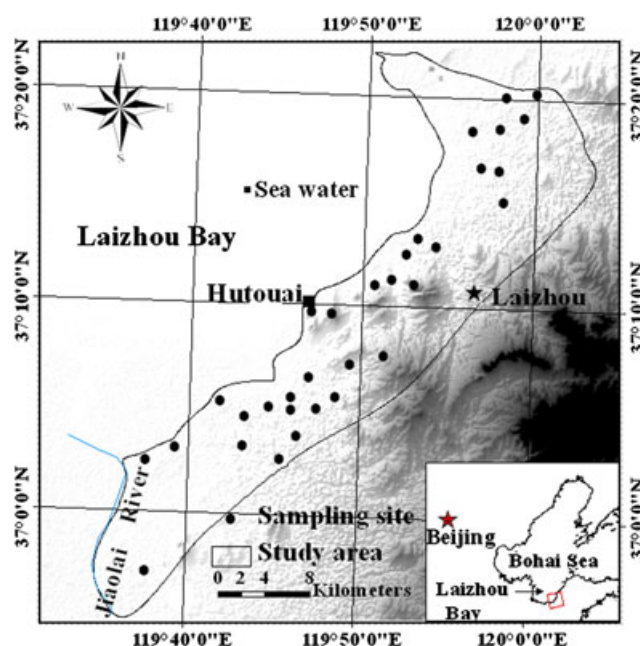 119°40'0"E 119°50'0"E 120°0'0"E
37°20'0"N
37°20'0"N
N
W E
S
Sea water
Laizhou Bay
Hutouai
Laizhou
37°10'0"N
37°10'0"N
Jiaolai River
Sampling site
Study area
0 2 4 8
Kilometers
37°0'0"N
37°0'0"N
Beijing
Bohai Sea
Laizhou
Bay
119°40'0"E 119°50'0"E 120°0'0"E